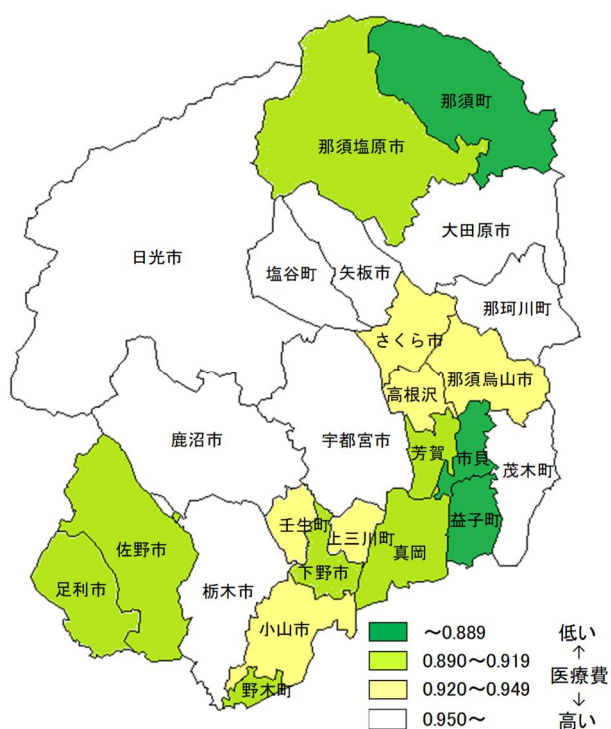 那須町
那須塩原市
大田原市
日光市
塩谷町
矢板市
那珂川町
さくら市
那須烏山市
高根沢
鹿沼市
宇都宮市
芳賀
市貝
茂木町
壬生町
上三川町
益子町
真岡
佐野市
下野市
足利市
栃木市
小山市
野木町
～0.889
0.890～0.919
0.920～0.949
0.950～
低い
↑
医療費
↓
高い